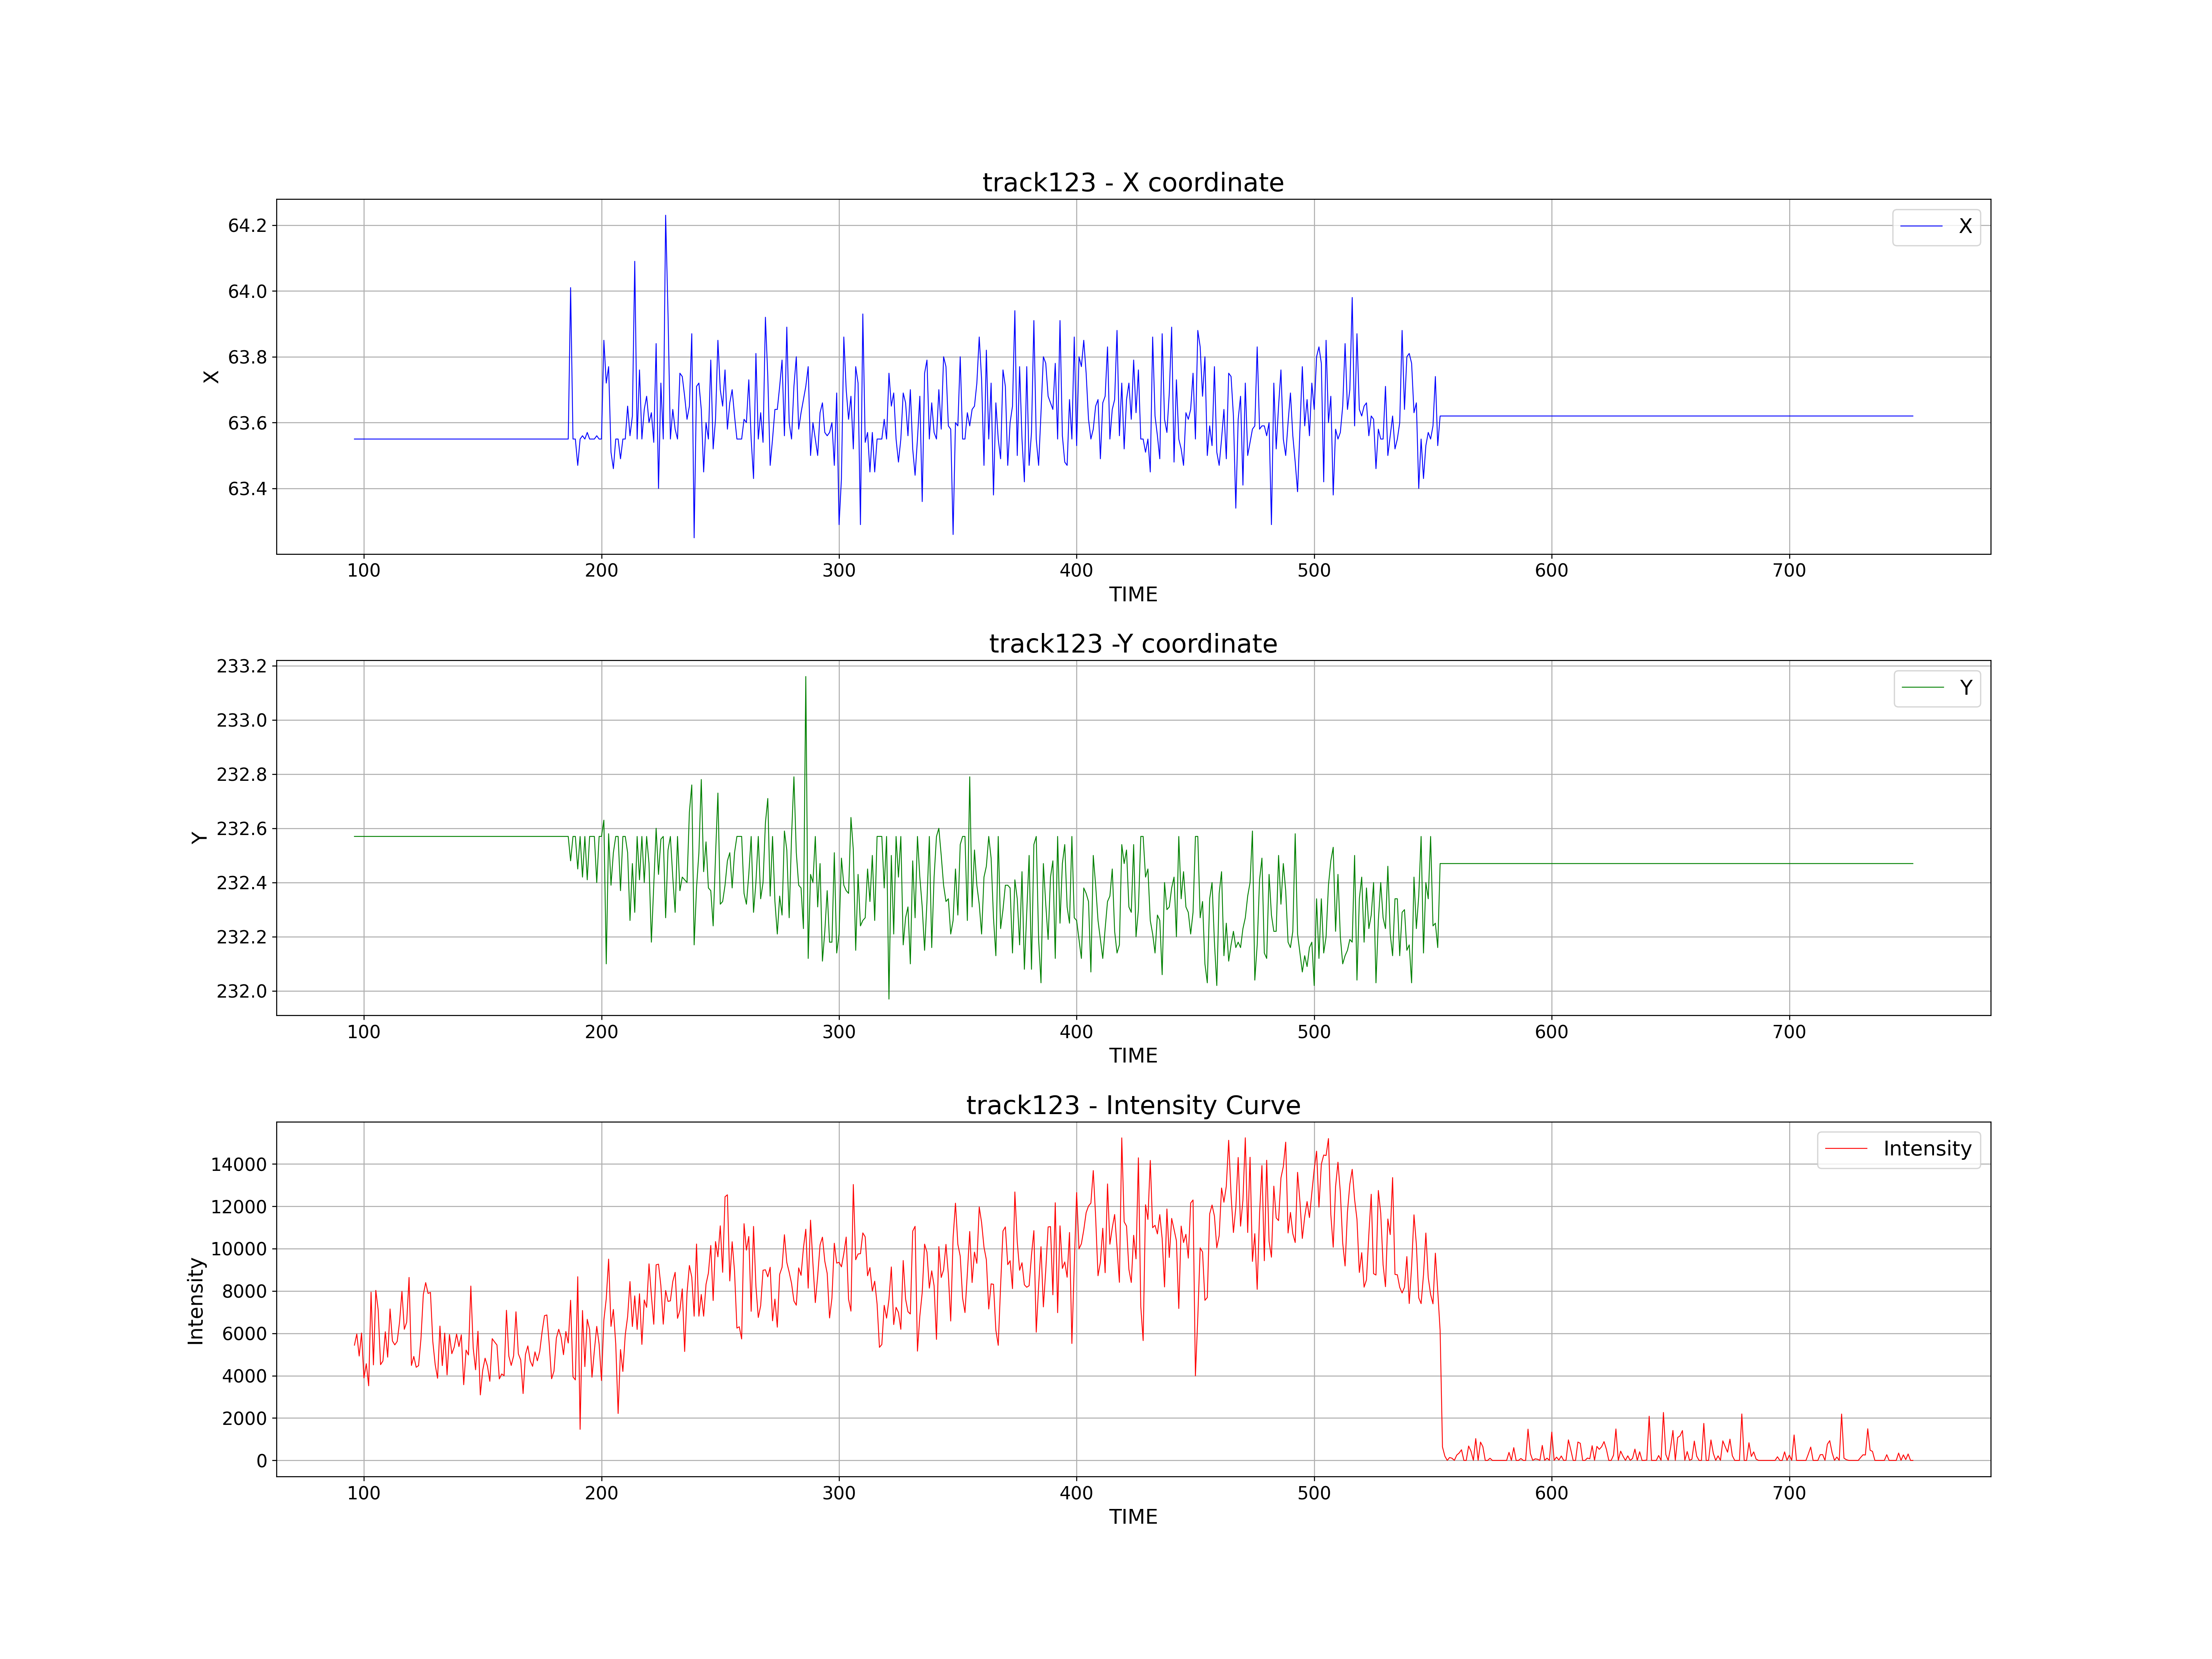 track123 - X coordinate
X
64.2
64.0
63.8
63.6
63.4
X
100 200 300 400 500 600 700
TIME
track123 -Y coordinate
Y
233.2
233.0
232.8
232.6
232.4
232.2
232.0
Y
100 200 300 400 500 600 700
TIME
track123 - Intensity Curve
Intensity
14000
12000
10000
8000
6000
4000
2000
0
Intensity
100 200 300 400 500 600 700
TIME